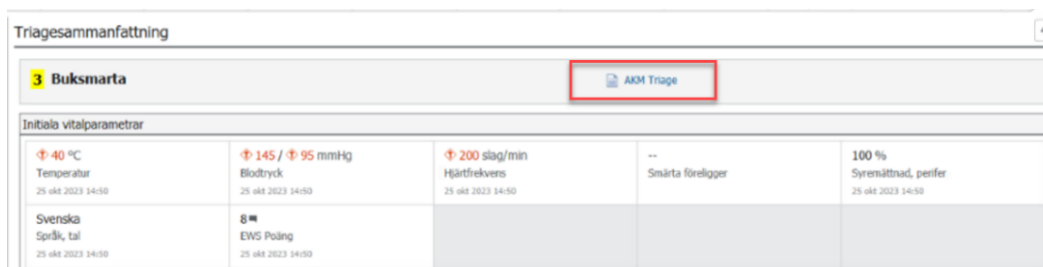 Triagesammanfattning
3 Buksmarta
AKM Triage
Initiala vitalparametrar
40 °C
Temperatur
25 okt 2023 14:50
145 / 95 mmHg
Blodtryck
25 okt 2023 14:50
200 slag/min
Hjärtfrekvens
25 okt 2023 14:50
--
Smärta föreligger
100 %
Syremättnad, perifer
25 okt 2023 14:50
Svenska
Språk, tal
25 okt 2023 14:50
8
EWS Poäng
25 okt 2023 14:50